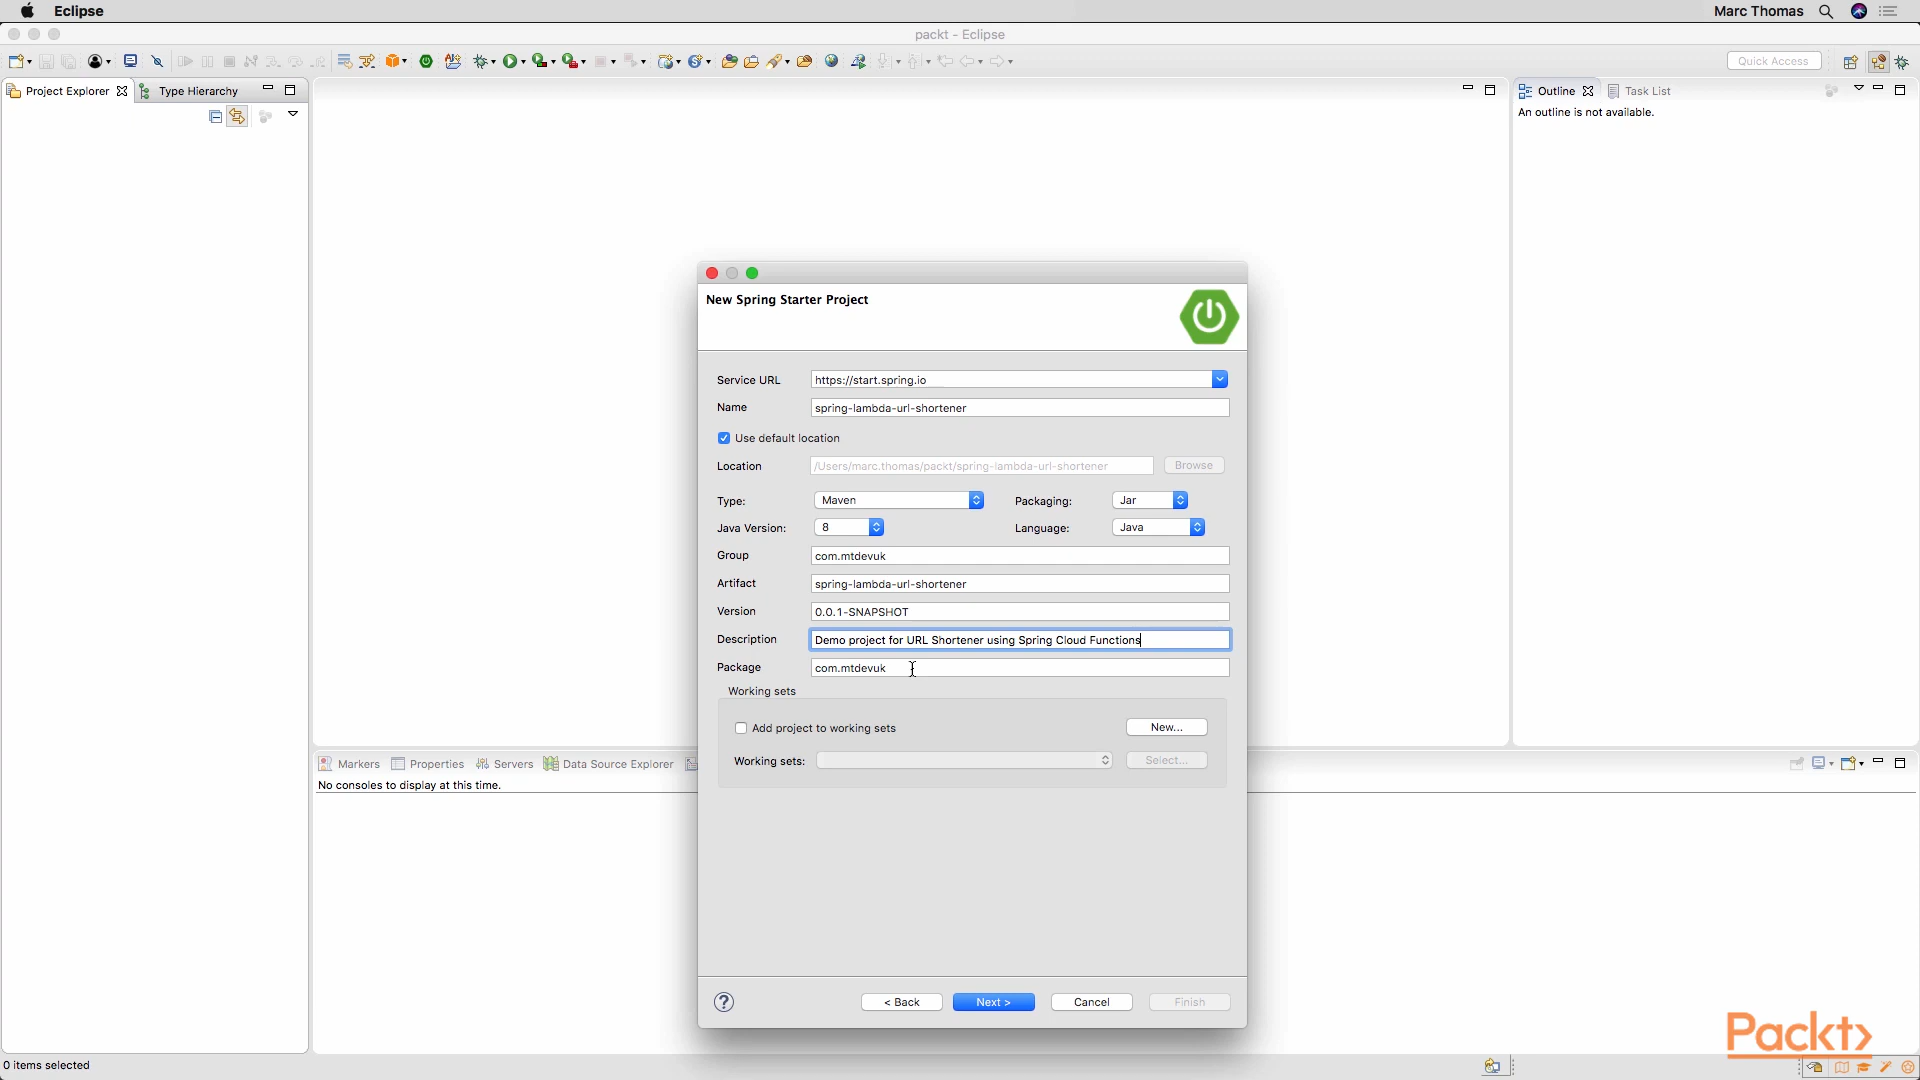 Eclipse
Marc Thomas
packt - Eclipse
Quick Access
Project Explorer
Type Hierarchy
Outline
Task List
An outline is not available.
New Spring Starter Project
Service URL
https://start.spring.io
Name
spring-lambda-url-shortener
Use default location
Location
/Users/marc.thomas/packt/spring-lambda-url-shortener
Browse
Type:
Maven
Packaging:
Jar
Java Version:
8
Language:
Java
Group
com.mtdevuk
Artifact
spring-lambda-url-shortener
Version
0.0.1-SNAPSHOT
Description
Demo project for URL Shortener using Spring Cloud Functions
Package
com.mtdevuk
Working sets
Add project to working sets
New...
Working sets:
Select...
Markers
Properties
Servers
Data Source Explorer
No consoles to display at this time.
?
< Back
Next >
Cancel
Finish
Packt>
0 items selected